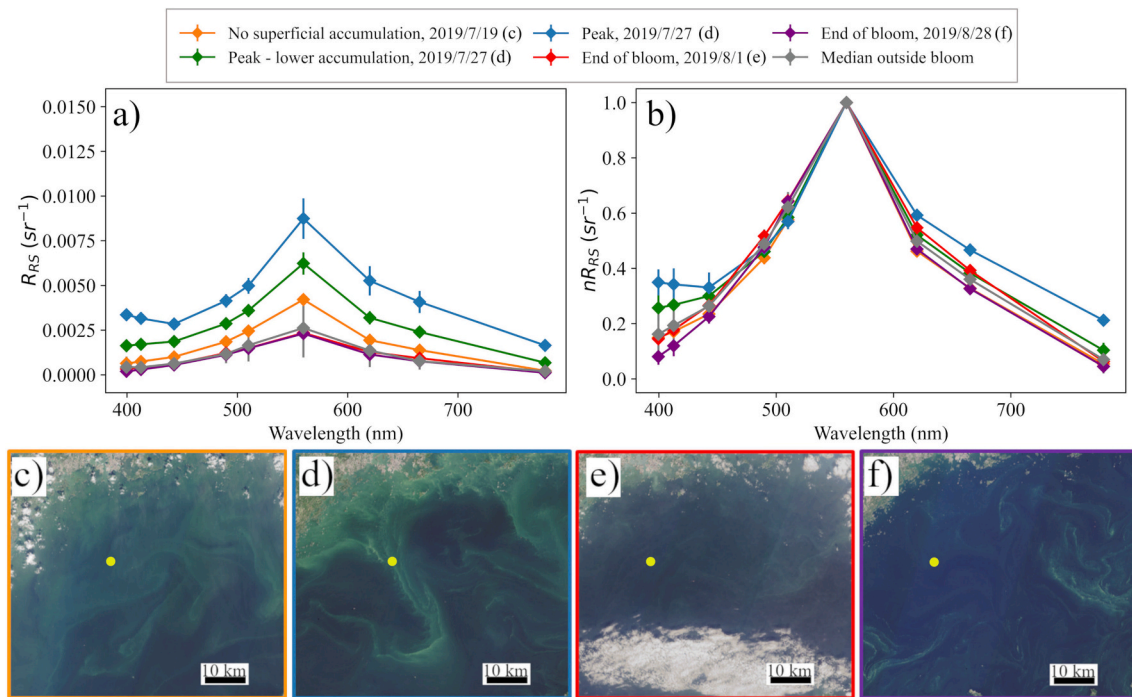 No superficial accumulation, 2019/7/19 (c)
Peak, 2019/7/27 (d)
End of bloom, 2019/8/28 (f)
Peak - lower accumulation, 2019/7/27 (d)
End of bloom, 2019/8/1 (e)
Median outside bloom
a)
0.0150
0.0125
0.0100
0.0075
0.0050
0.0025
0.0000
R_RS (sr⁻¹)
400 500 600 700
Wavelength (nm)
b)
1.0
0.8
0.6
0.4
0.2
0.0
nR_RS (sr⁻¹)
400 500 600 700
Wavelength (nm)
c)
10 km
d)
10 km
e)
10 km
f)
10 km